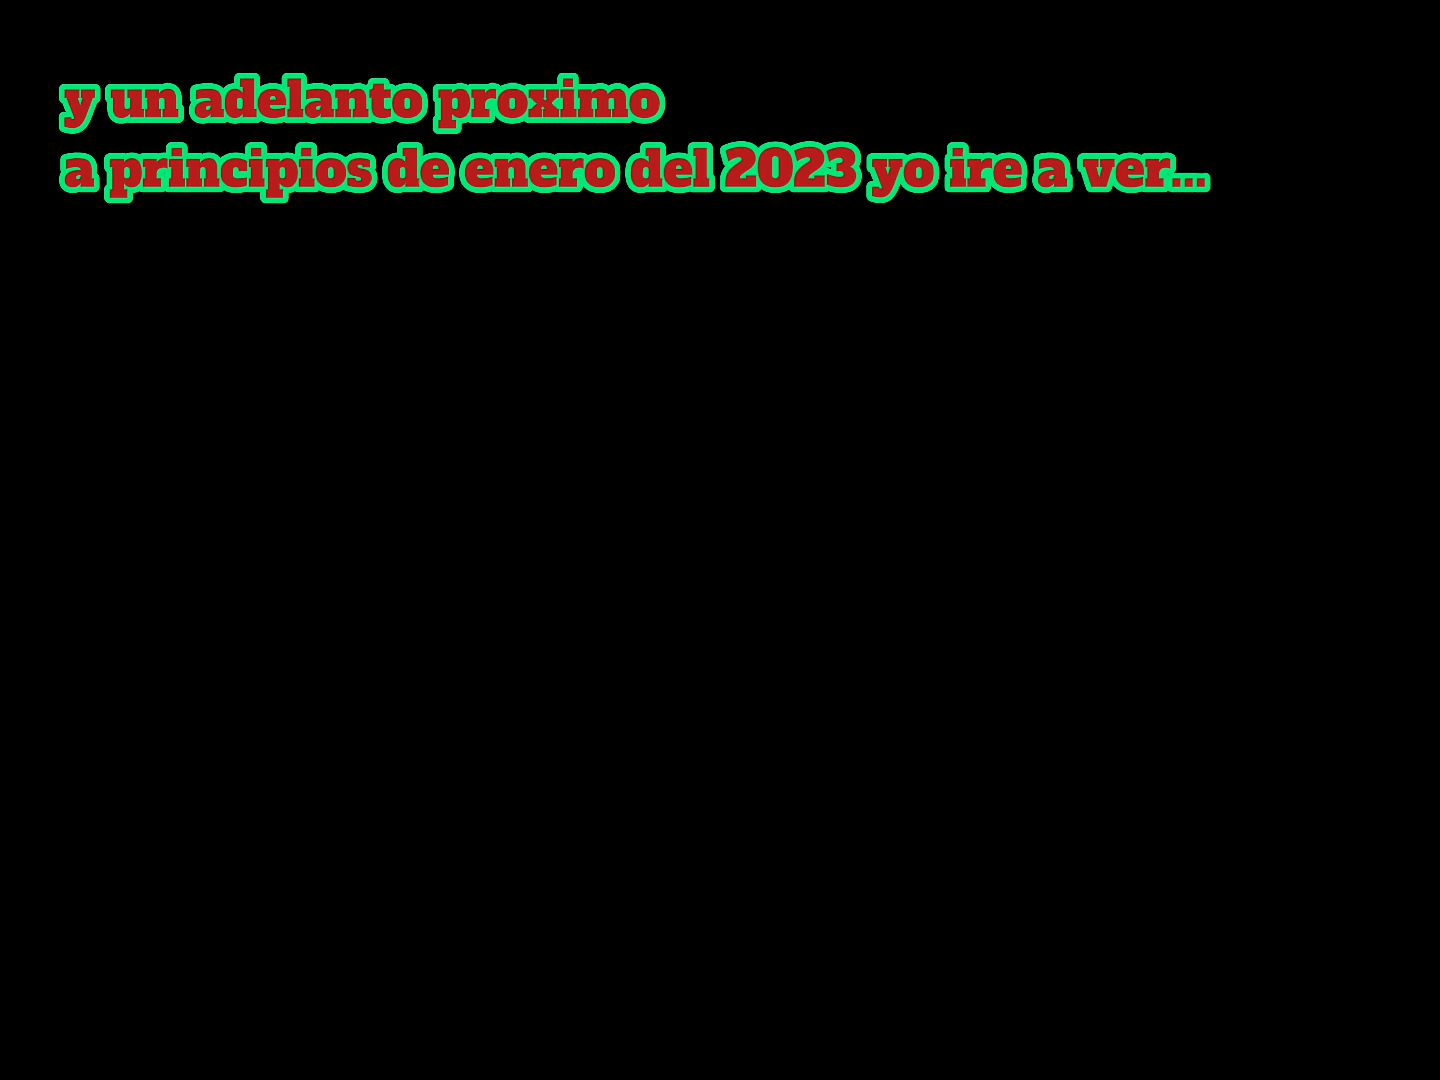 y un adelanto proximo
a principios de enero del 2023 yo ire a ver...